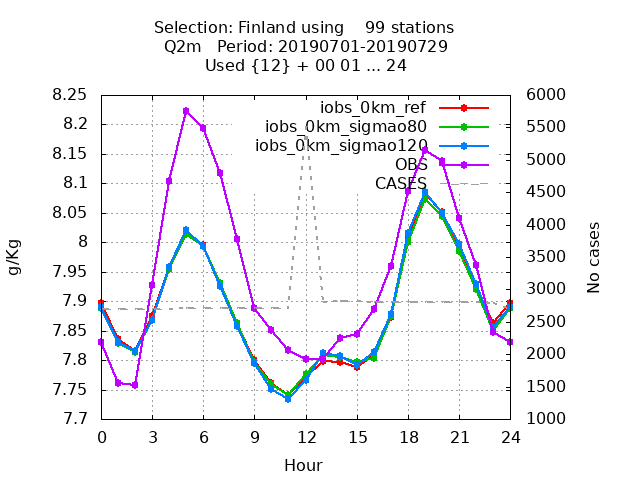 Selection: Finland using    99 stations
Q2m   Period: 20190701-20190729
Used {12} + 00 01 ... 24
8.25
8.2
8.15
8.1
8.05
8
7.95
7.9
7.85
7.8
7.75
7.7
g/Kg
iobs_0km_ref
iobs_0km_sigmao80
iobs_0km_sigmao120
OBS
CASES
6000
5500
5000
4500
4000
3500
3000
2500
2000
1500
1000
No cases
0 3 6 9 12 15 18 21 24
Hour